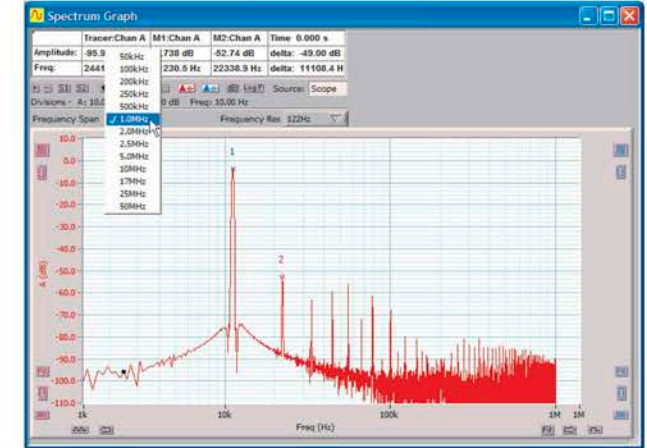 Spectrum Graph
Tracer:Chan A M1:Chan A M2:Chan A Time 0.000 s
Amplitude: -95.9 .738 dB -52.74 dB delta: -49.00 dB
Freq: 2441 230.5 Hz 22338.9 Hz delta: 11108.4 H
S1 S2 Source: Scope
Divisions - A: 10.0 0 dB Freq: 10.00 Hz
Frequency Span Frequency Res 122Hz
50kHz
100kHz
200kHz
250kHz
500kHz
✓ 1.0MHz
2.0MHz
2.5MHz
5.0MHz
10MHz
17MHz
25MHz
50MHz
10.0
0.0
-10.0
-20.0
-30.0
-40.0
-50.0
-60.0
-70.0
-80.0
-90.0
-100.0
-110.0
A (dB)
1
2
1k 10k 100k 1M 1M
Freq (Hz)